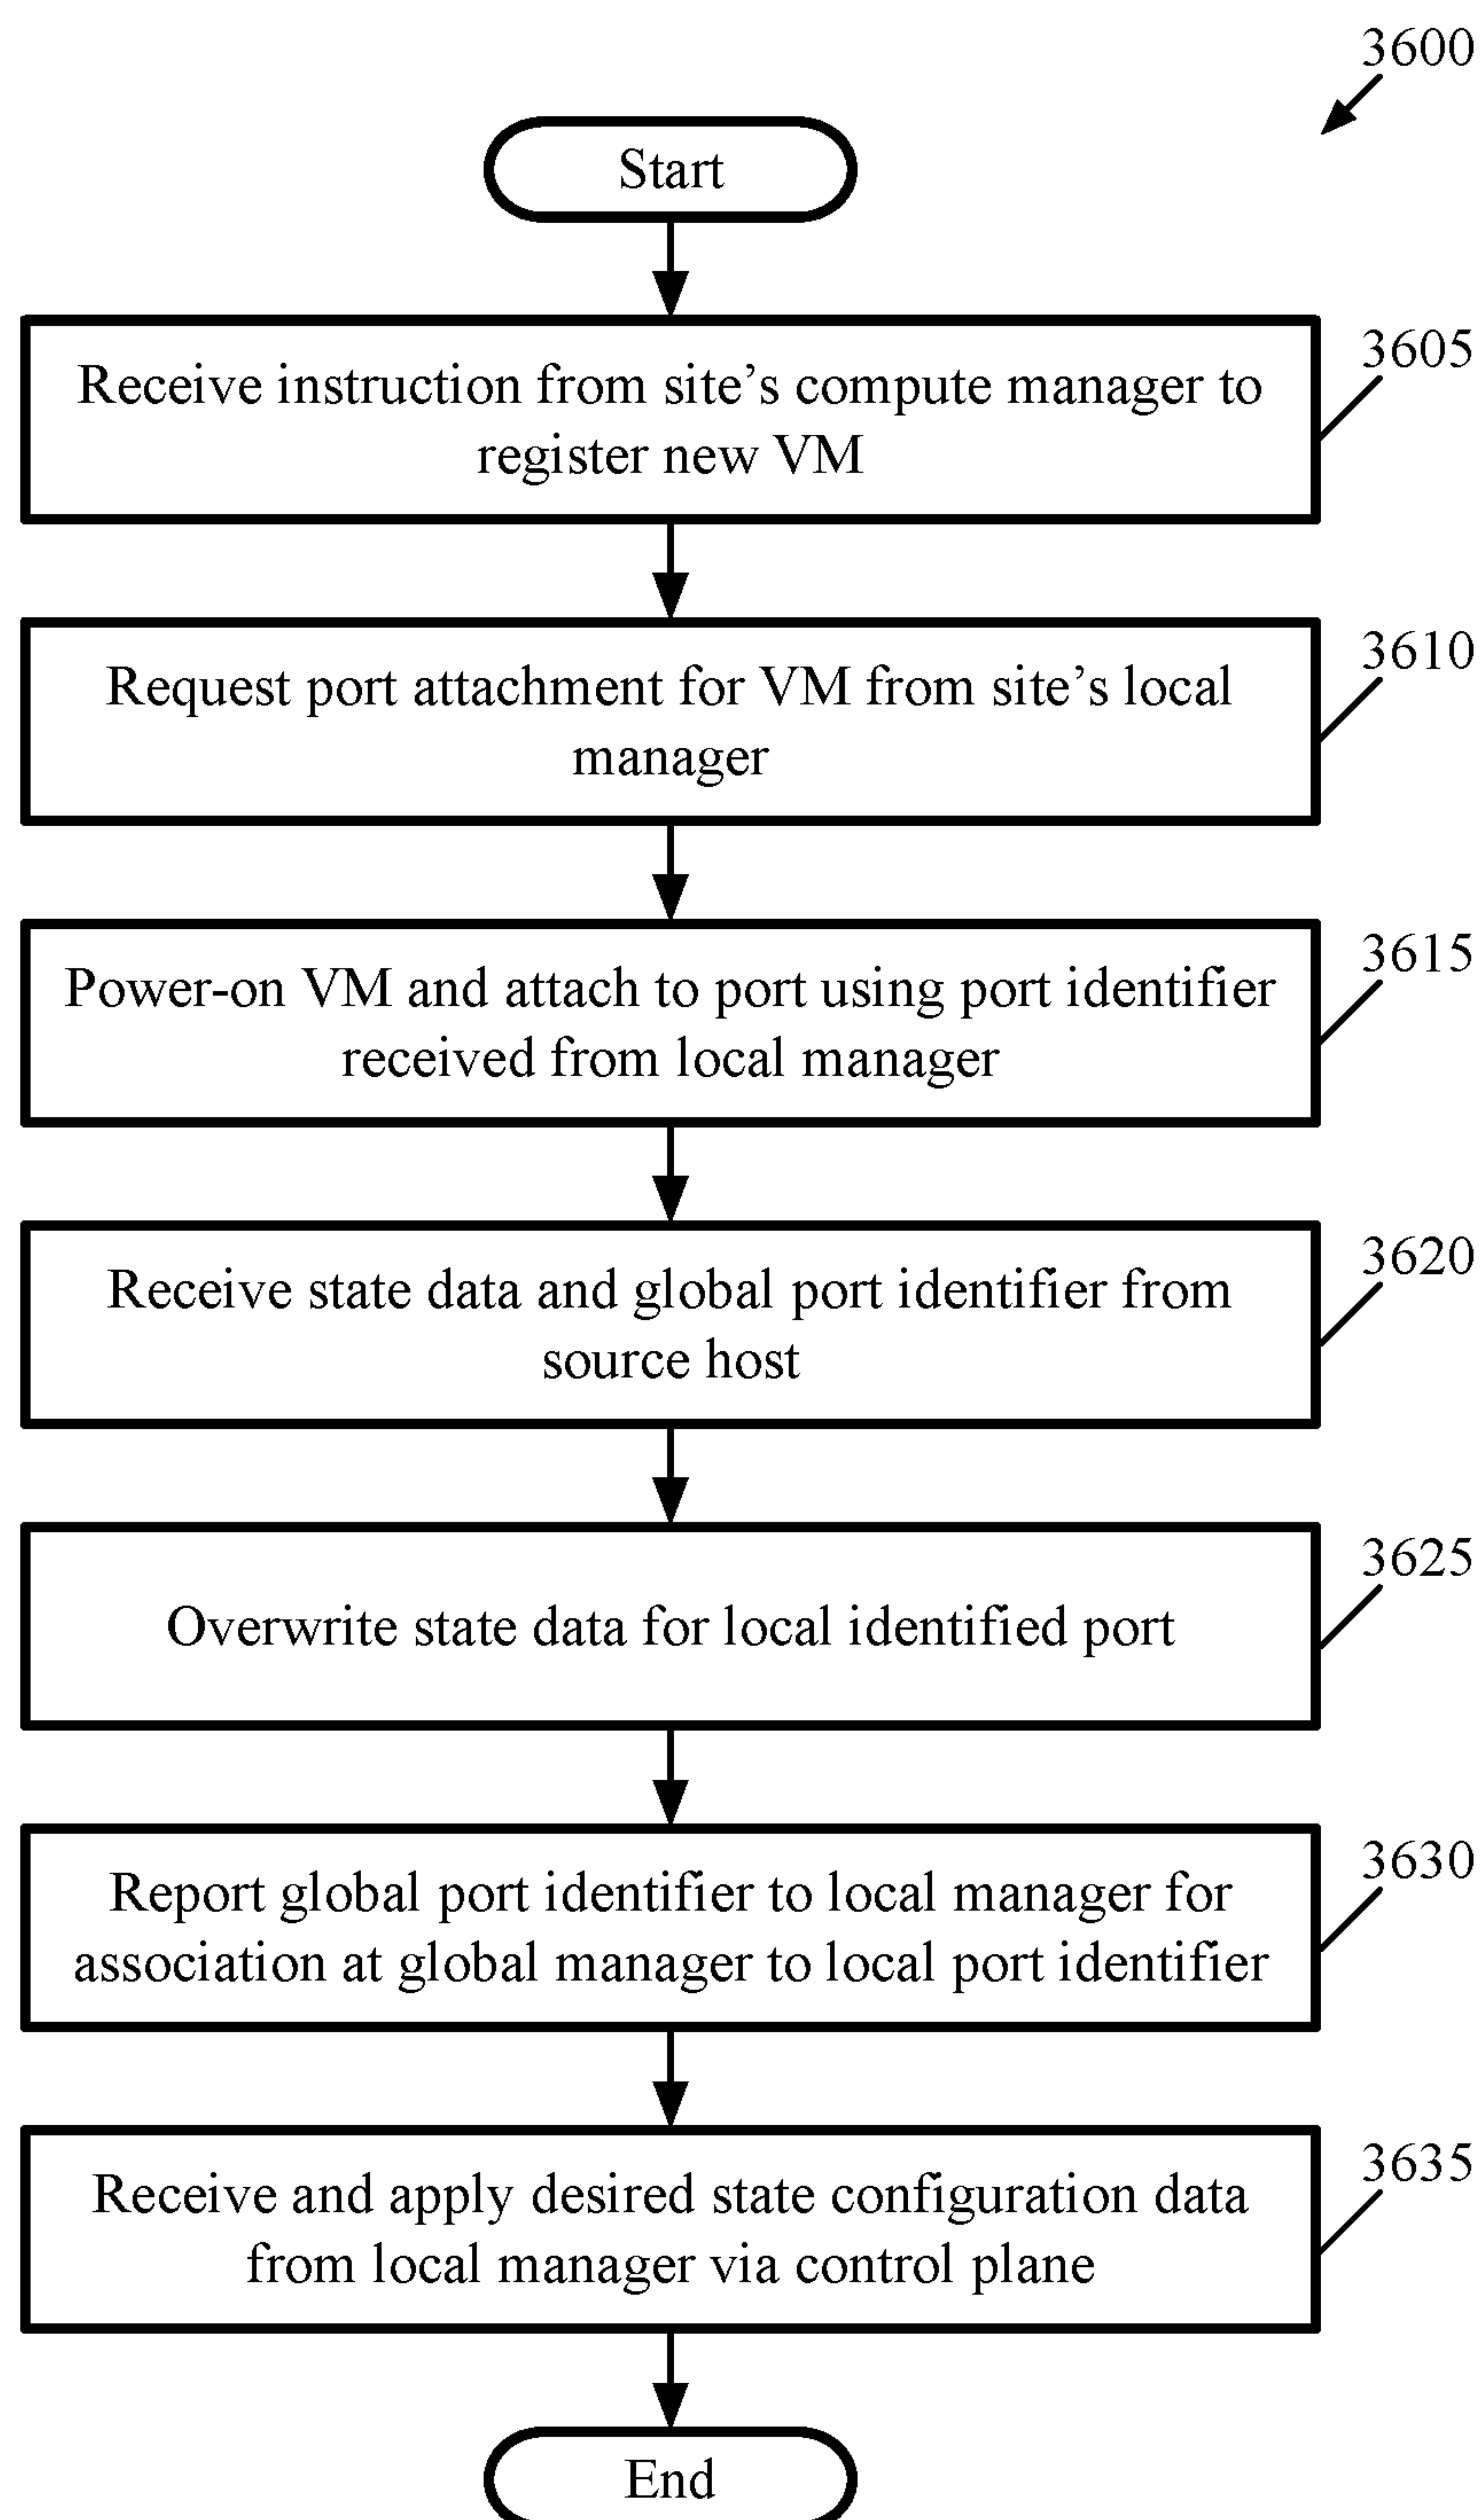 3600
Start
3605
Receive instruction from site’s compute manager to
register new VM
3610
Request port attachment for VM from site’s local
manager
3615
Power-on VM and attach to port using port identifier
received from local manager
3620
Receive state data and global port identifier from
source host
3625
Overwrite state data for local identified port
3630
Report global port identifier to local manager for
association at global manager to local port identifier
3635
Receive and apply desired state configuration data
from local manager via control plane
End